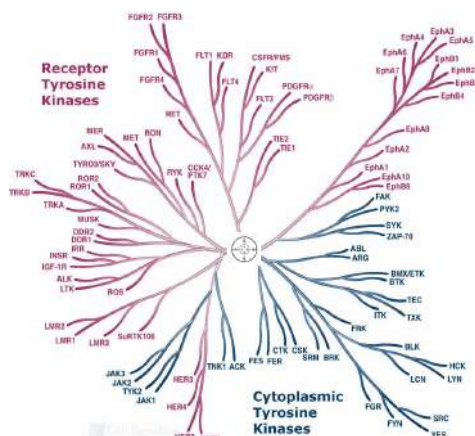 FGFR2 FGFR3
FGFR1
FGFR4
RET
FLT1 KDR
FLT4
CSFR/FMS
KIT
FLT3
PDGFRα
PDGFRβ
TIE2
TIE1
EphA4
EphA3
EphA5
EphA6
EphA7
EphB1
EphB2
EphB4
EphA8
EphA2
EphA1
EphA10
EphB6
Receptor
Tyrosine
Kinases
MER
AXL
MET
RON
TYRO3/SKY
RYK
CCK4/
PTK7
TRKC
TRKB
TRKA
ROR2
ROR1
MUSK
DDR2
DDR1
IRR
INSR
IGF-1R
ALK
LTK
ROS
LMR2
LMR1
LMR3
SuRTK106
FAK
PYK2
SYK
ZAP-70
ABL
ARG
BMX/ETK
BTK
TEC
TXK
ITK
FRK
BLK
HCK
LYN
LCN
SRC
YES
FYN
FGR
BRK
SRM
CSK
CTK
FER
FES
ACK
TNK1
JAK3
JAK2
TYK2
JAK1
HER3
HER4
Cytoplasmic
Tyrosine
Kinases